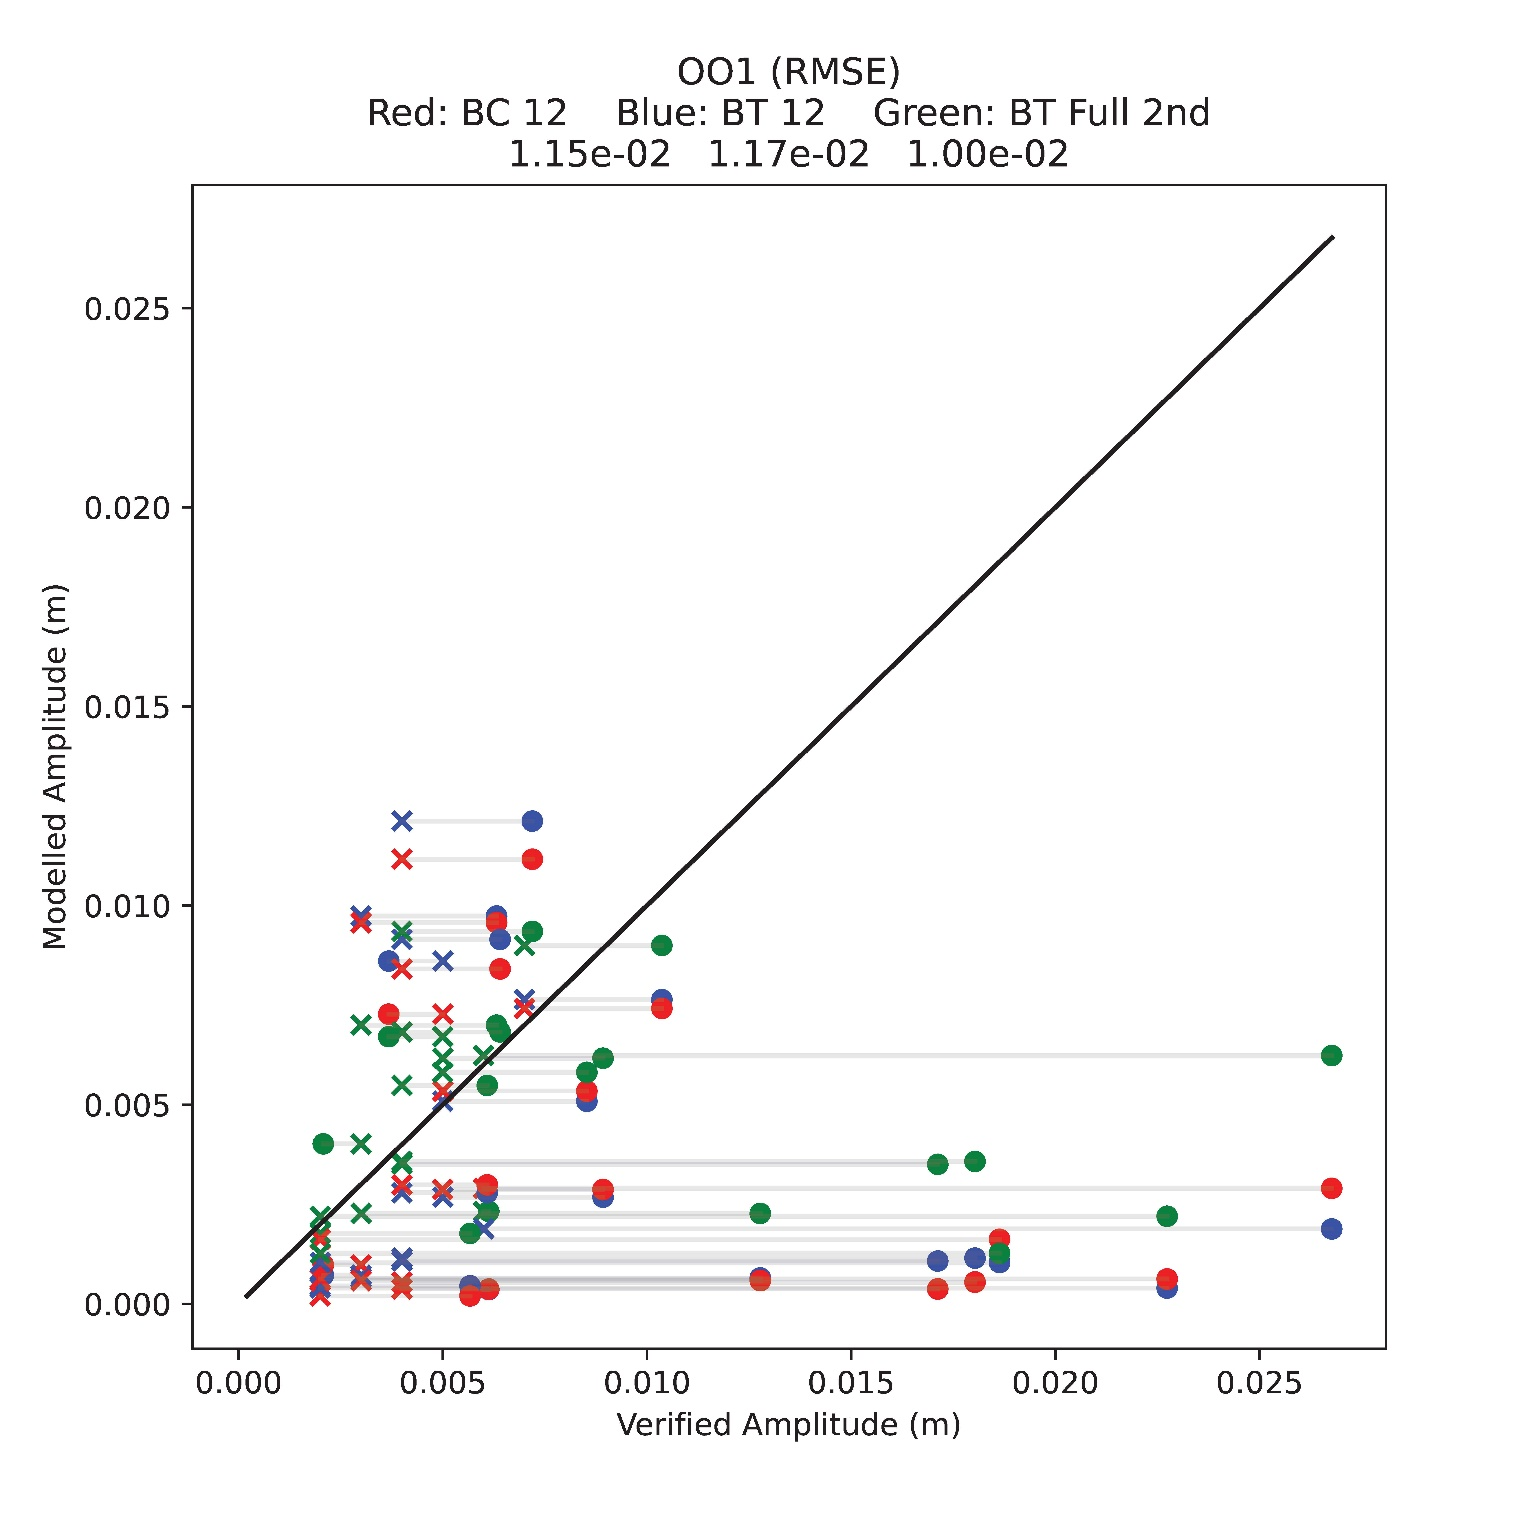 OO1 (RMSE)
Red: BC 12 Blue: BT 12 Green: BT Full 2nd
1.15e-02 1.17e-02 1.00e-02
0.025
0.020
0.015
0.010
0.005
0.000
Modelled Amplitude (m)
0.000 0.005 0.010 0.015 0.020 0.025
Verified Amplitude (m)